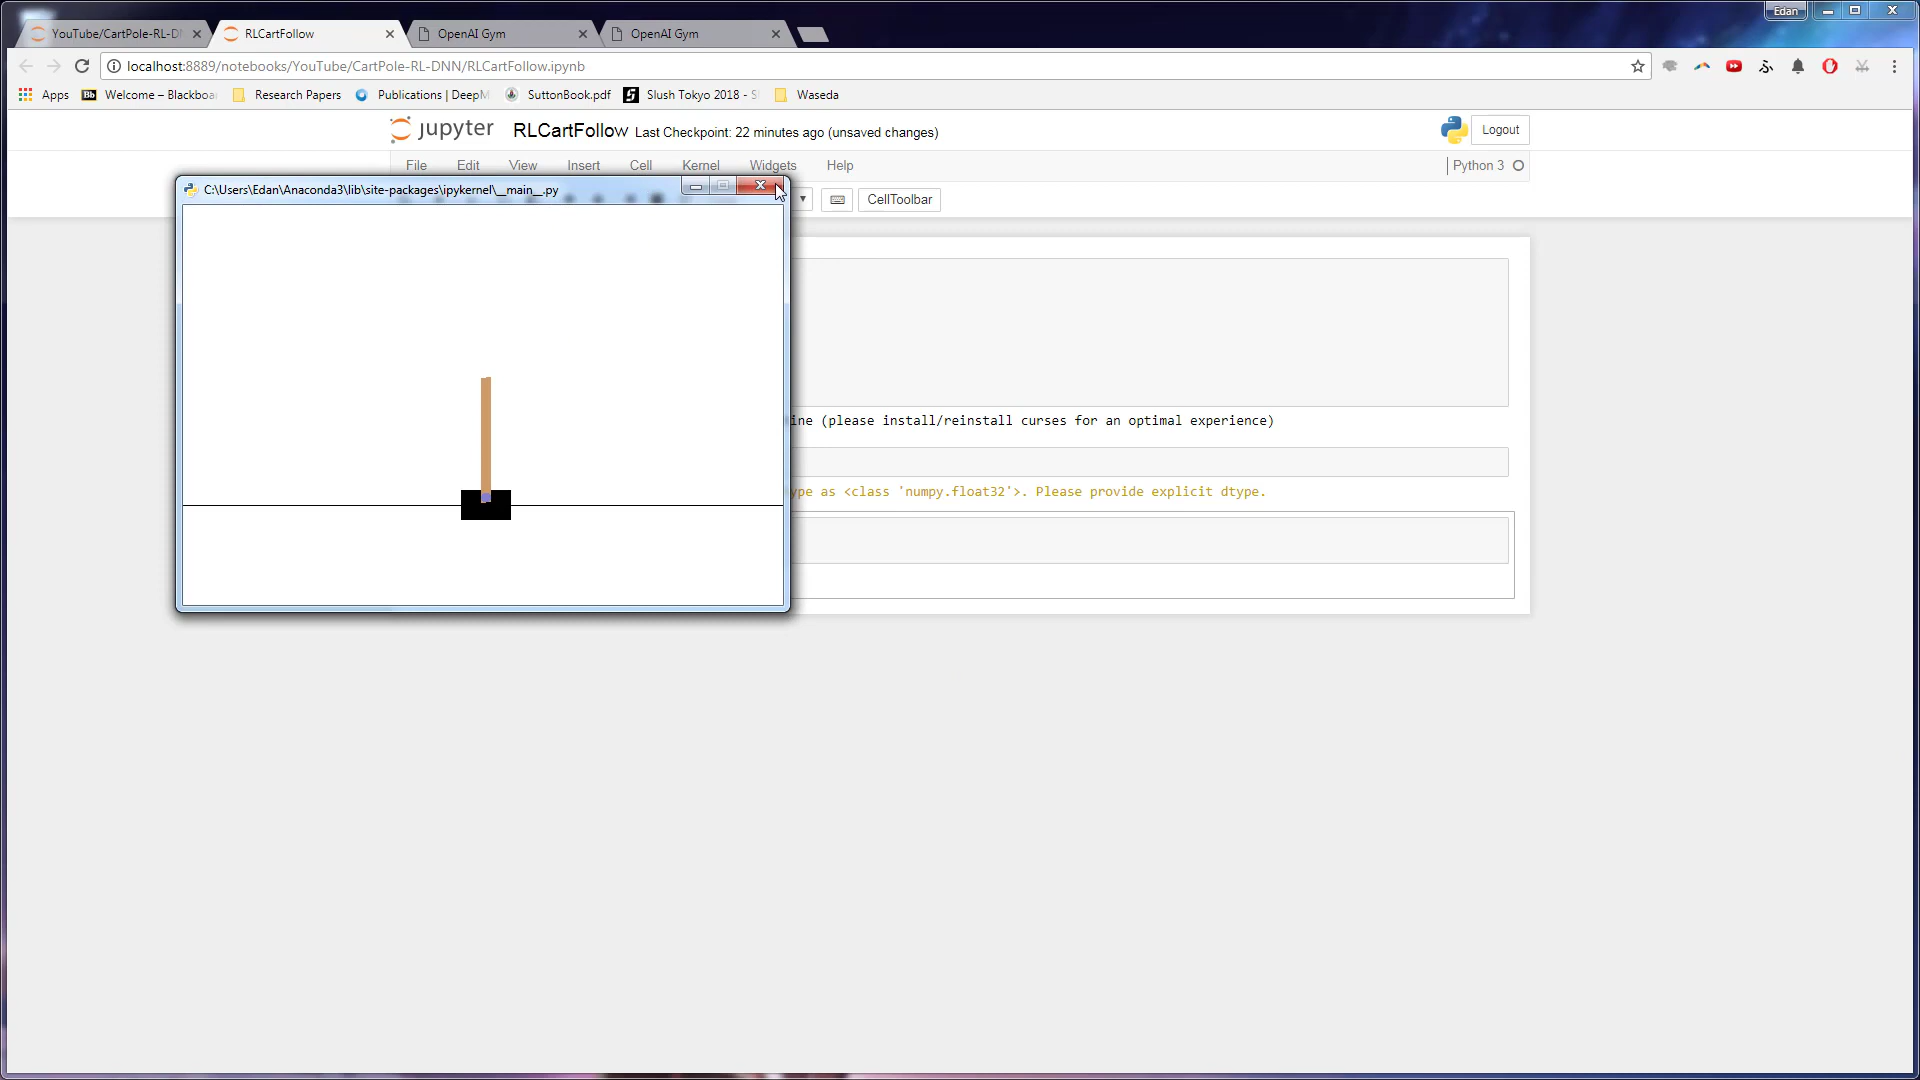 Edan
YouTube/CartPole-RL-D
RLCartFollow
OpenAI Gym
OpenAI Gym
localhost:8889/notebooks/YouTube/CartPole-RL-DNN/RLCartFollow.ipynb
Apps
Bb Welcome – Blackboa
Research Papers
Publications | DeepM
SuttonBook.pdf
Slush Tokyo 2018 - S
Waseda
jupyter
RLCartFollow Last Checkpoint: 22 minutes ago (unsaved changes)
Logout
File Edit View Insert Cell Kernel Widgets Help
Python 3
C:\Users\Edan\Anaconda3\lib\site-packages\ipykernel\__main__.py
CellToolbar
ine (please install/reinstall curses for an optimal experience)
ype as <class 'numpy.float32'>. Please provide explicit dtype.